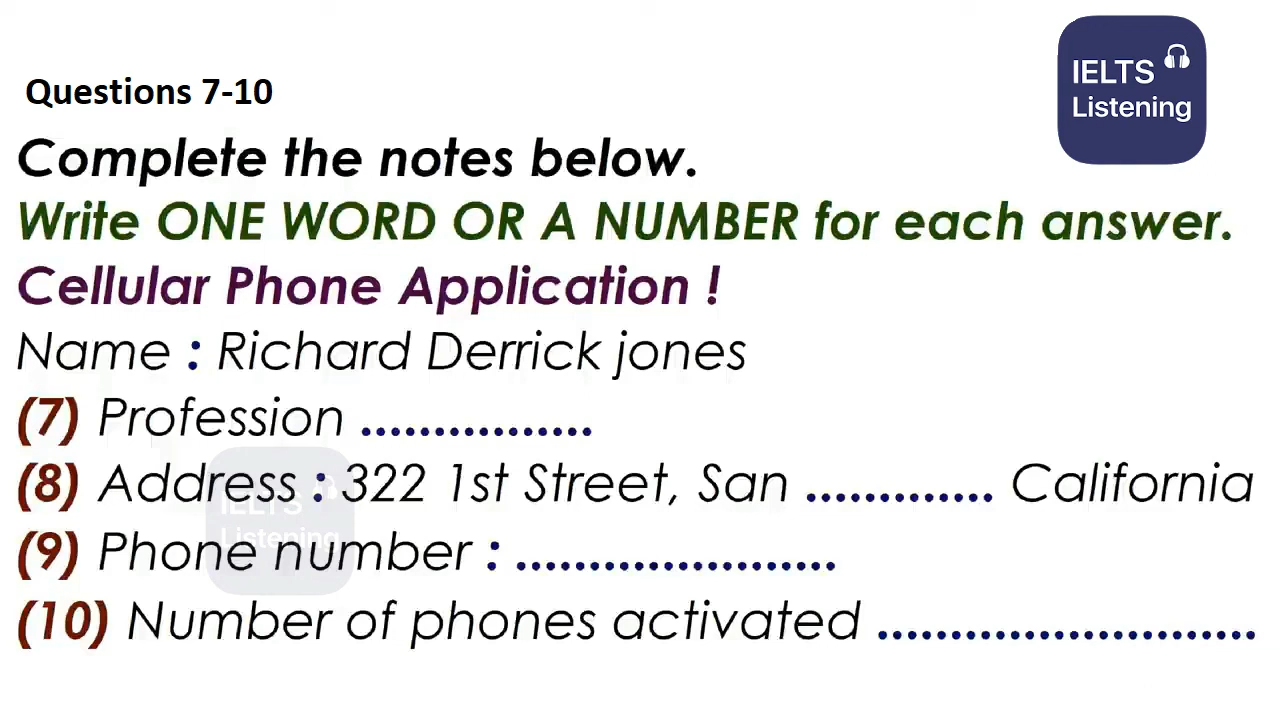 IELTS
Listening
Questions 7-10
Complete the notes below.
Write ONE WORD OR A NUMBER for each answer.
Cellular Phone Application !
Name : Richard Derrick jones
(7) Profession ................
(8) Address : 322 1st Street, San ............. California
IELTS
Listening
(9) Phone number : ......................
(10) Number of phones activated ..........................